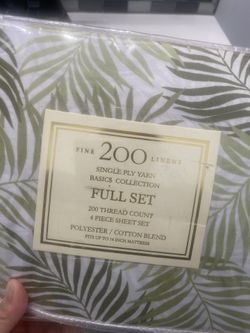 FINE 200 LINENS
SINGLE PLY YARN
BASICS COLLECTION
FULL SET
200 THREAD COUNT
4 PIECE SHEET SET
POLYESTER / COTTON BLEND
FITS UP TO 14 INCH MATTRESS